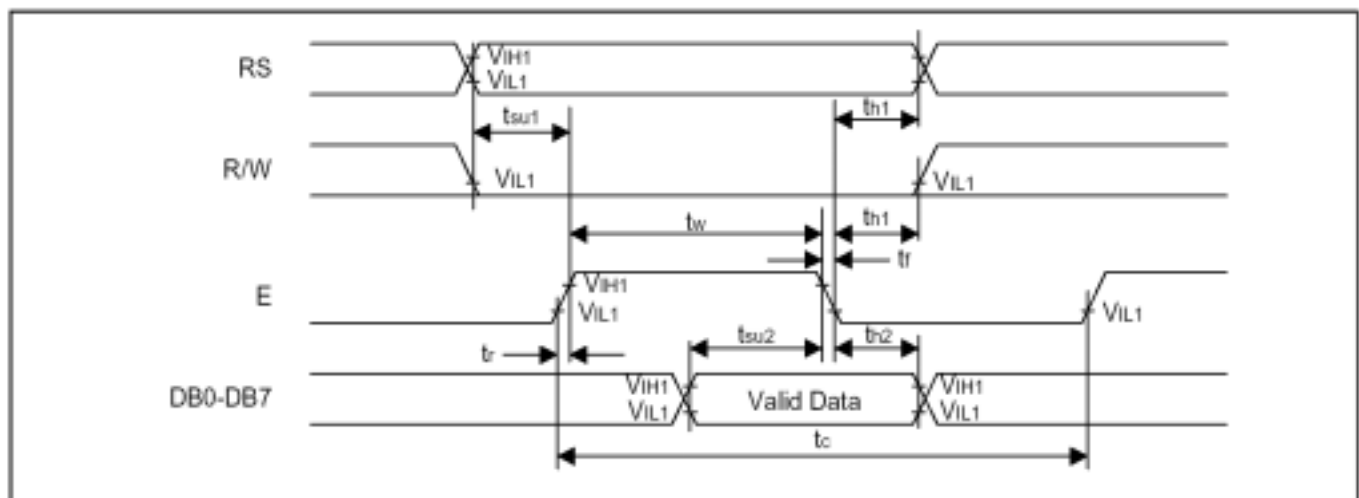 RS
VIH1
VIL1
tsu1
th1
R/W
VIL1
VIL1
tw
th1
tf
E
VIH1
VIL1
VIL1
tsu2
th2
tr
DB0-DB7
VIH1
VIL1
Valid Data
VIH1
VIL1
tc